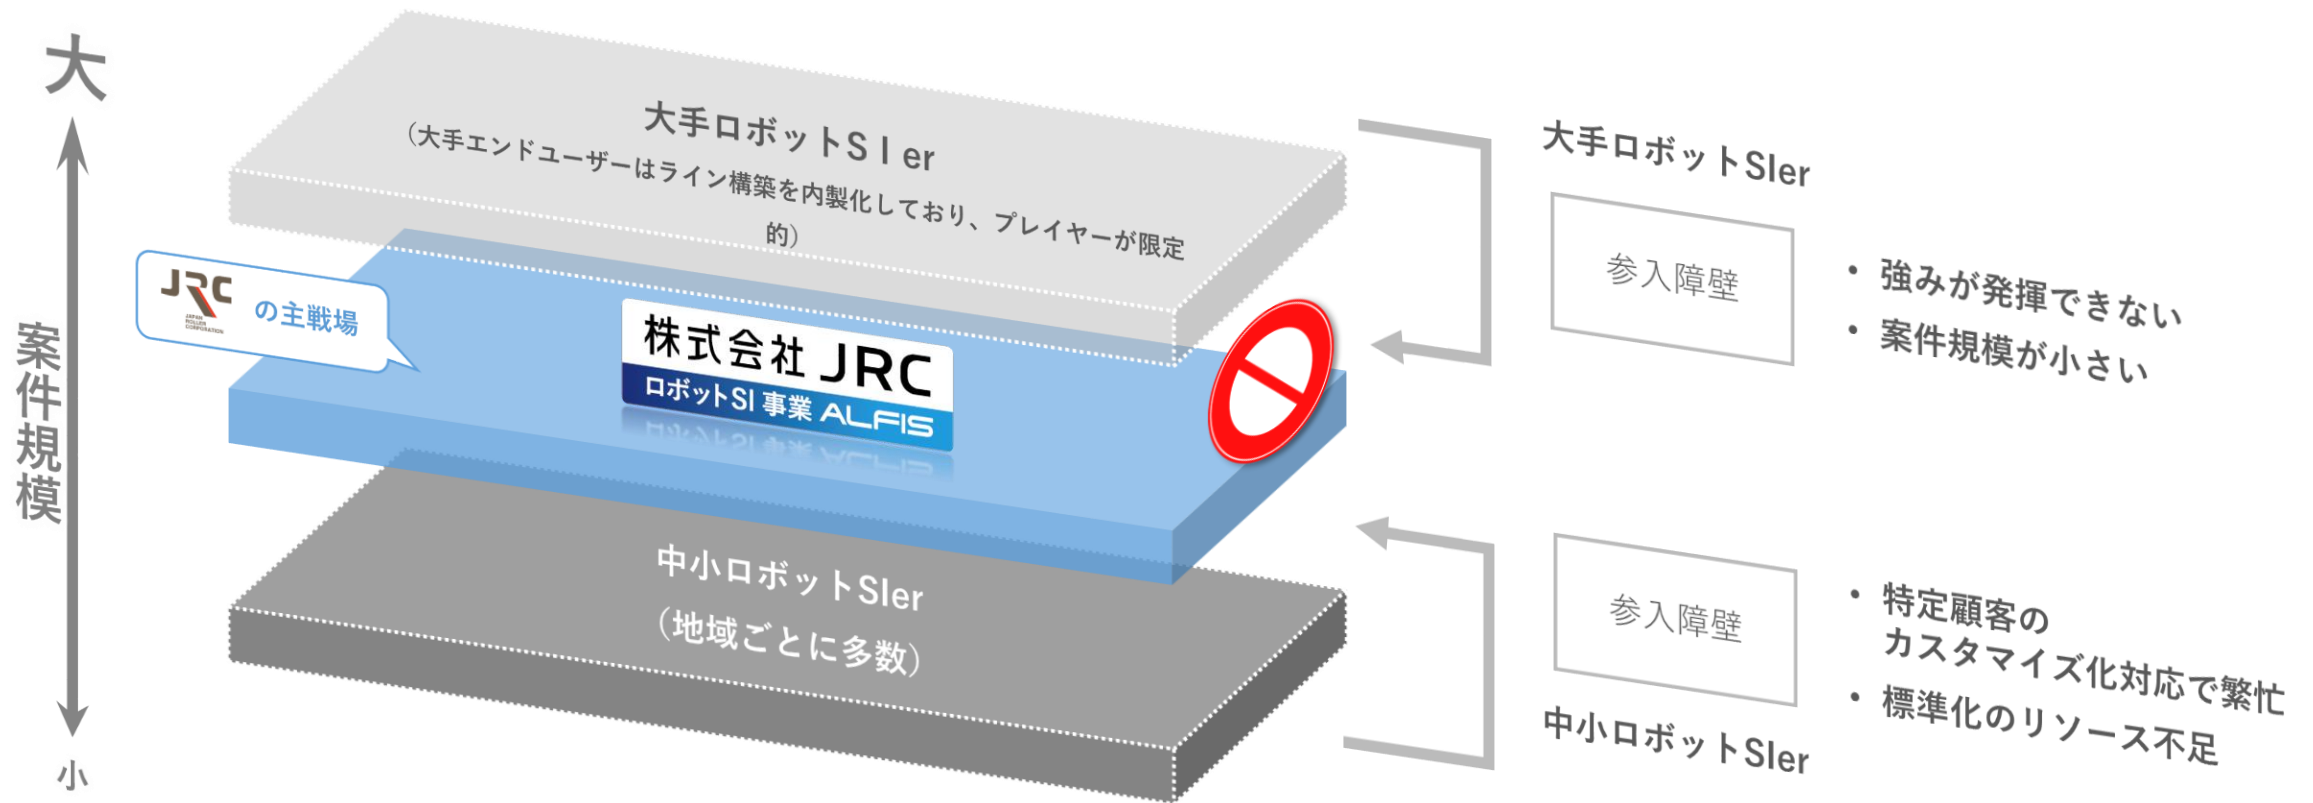 大
案件規模
小
大手ロボットSIer
（大手エンドユーザーはライン構築を内製化しており、プレイヤーが限定
的）
JRC
JAPAN
ROLLER
CORPORATION
の主戦場
株式会社 JRC
ロボットSI 事業 ALFIS
中小ロボットSIer
（地域ごとに多数）
大手ロボットSIer
参入障壁
・ 強みが発揮できない
・ 案件規模が小さい
参入障壁
・ 特定顧客の
カスタマイズ化対応で繁忙
・ 標準化のリソース不足
中小ロボットSIer